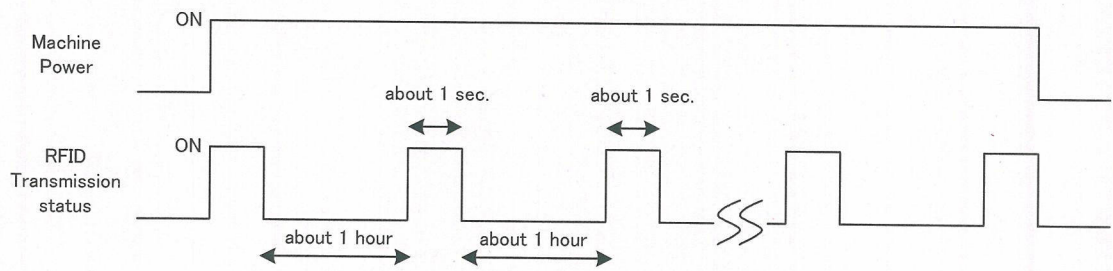 ON
Machine
Power
about 1 sec.
about 1 sec.
ON
RFID
Transmission
status
about 1 hour
about 1 hour